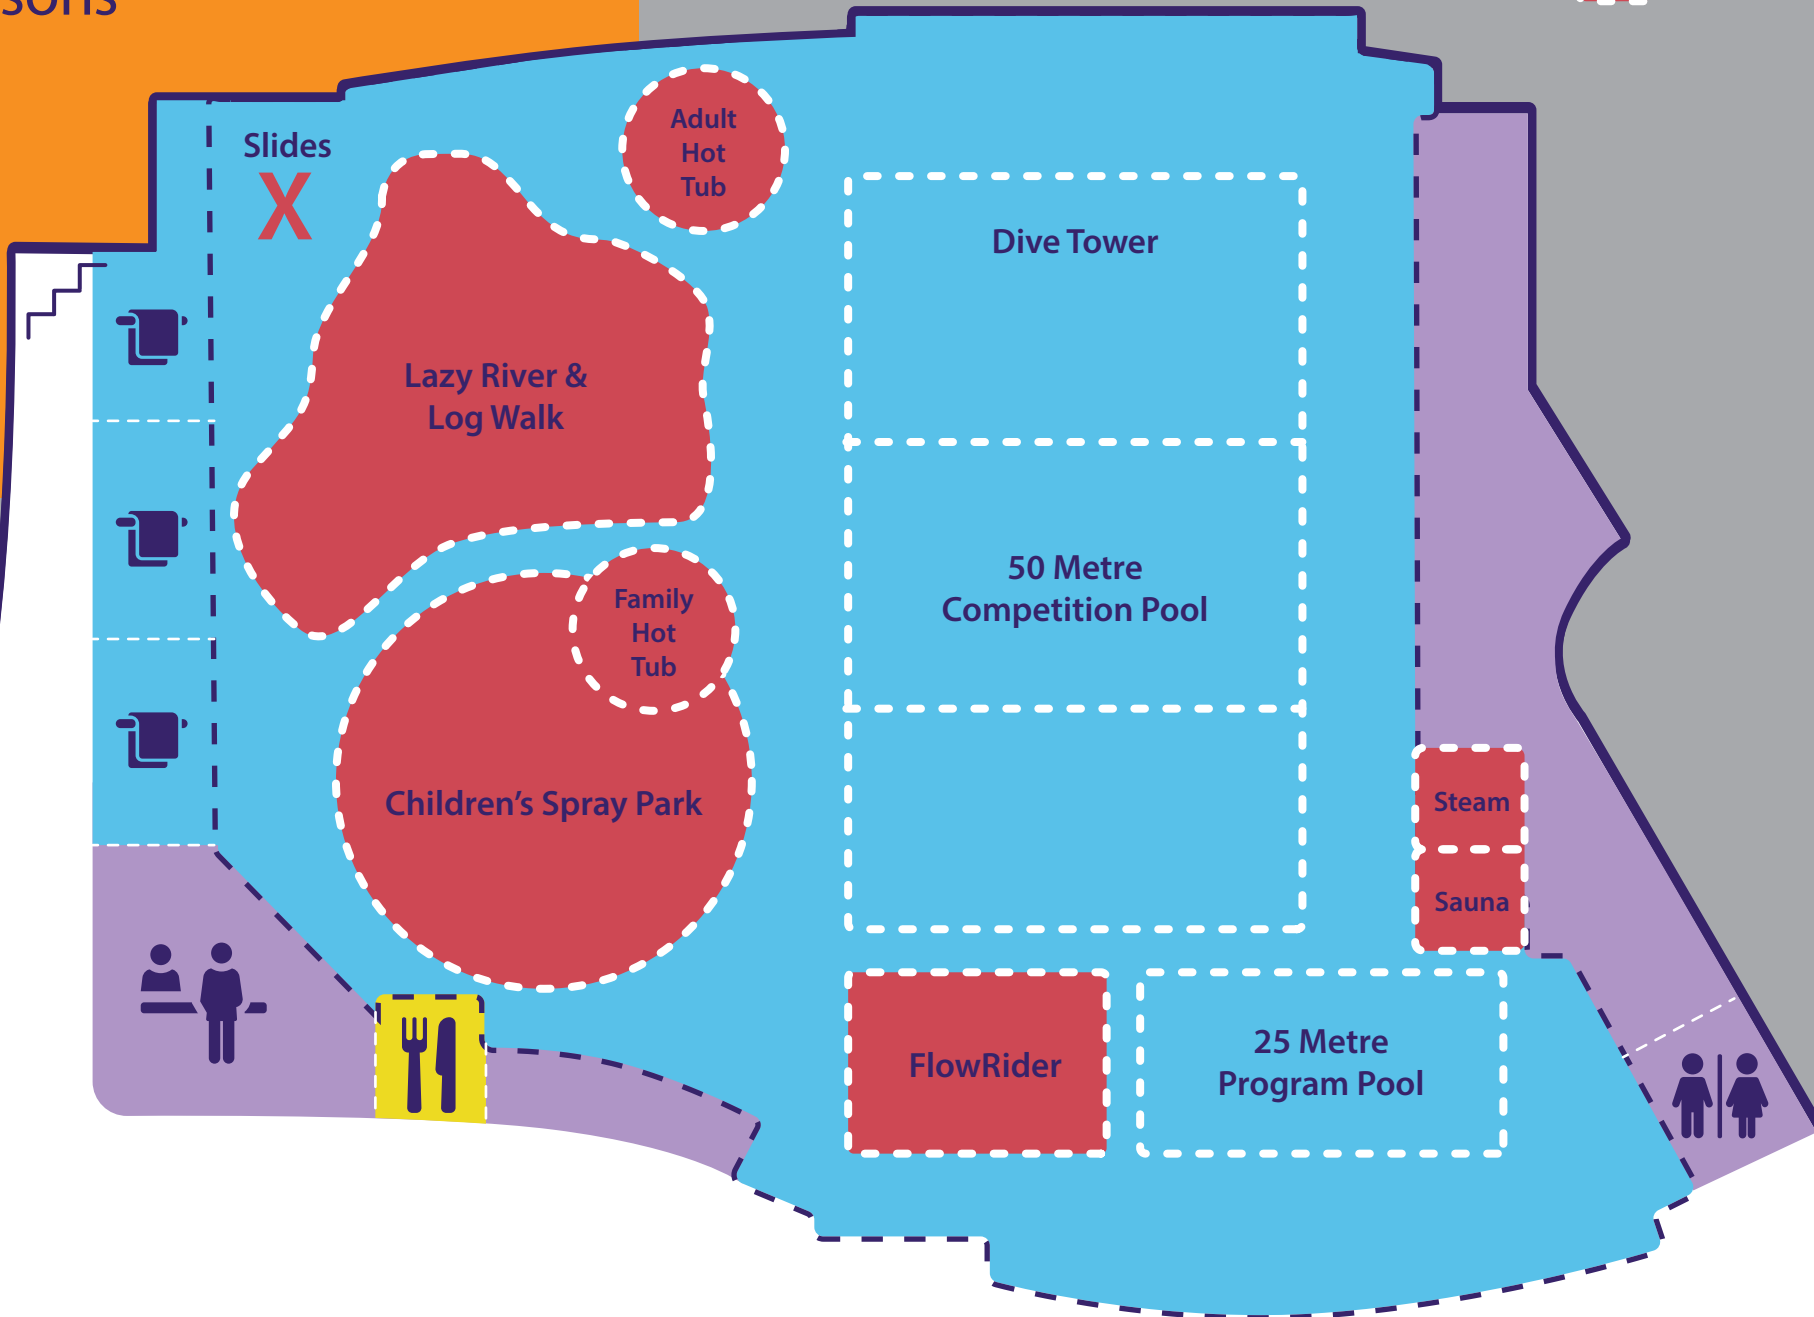 Slides
X
Adult
Hot
Tub
Dive Tower
Lazy River &
Log Walk
50 Metre
Competition Pool
Family
Hot
Tub
Children’s Spray Park
Steam
Sauna
FlowRider
25 Metre
Program Pool